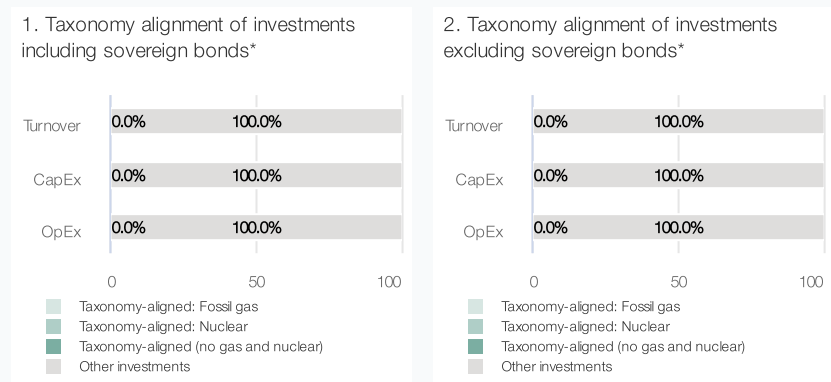 1. Taxonomy alignment of investments
including sovereign bonds*
Turnover 0.0% 100.0%
CapEx 0.0% 100.0%
OpEx 0.0% 100.0%
0 50 100
Taxonomy-aligned: Fossil gas
Taxonomy-aligned: Nuclear
Taxonomy-aligned (no gas and nuclear)
Other investments
2. Taxonomy alignment of investments
excluding sovereign bonds*
Turnover 0.0% 100.0%
CapEx 0.0% 100.0%
OpEx 0.0% 100.0%
0 50 100
Taxonomy-aligned: Fossil gas
Taxonomy-aligned: Nuclear
Taxonomy-aligned (no gas and nuclear)
Other investments